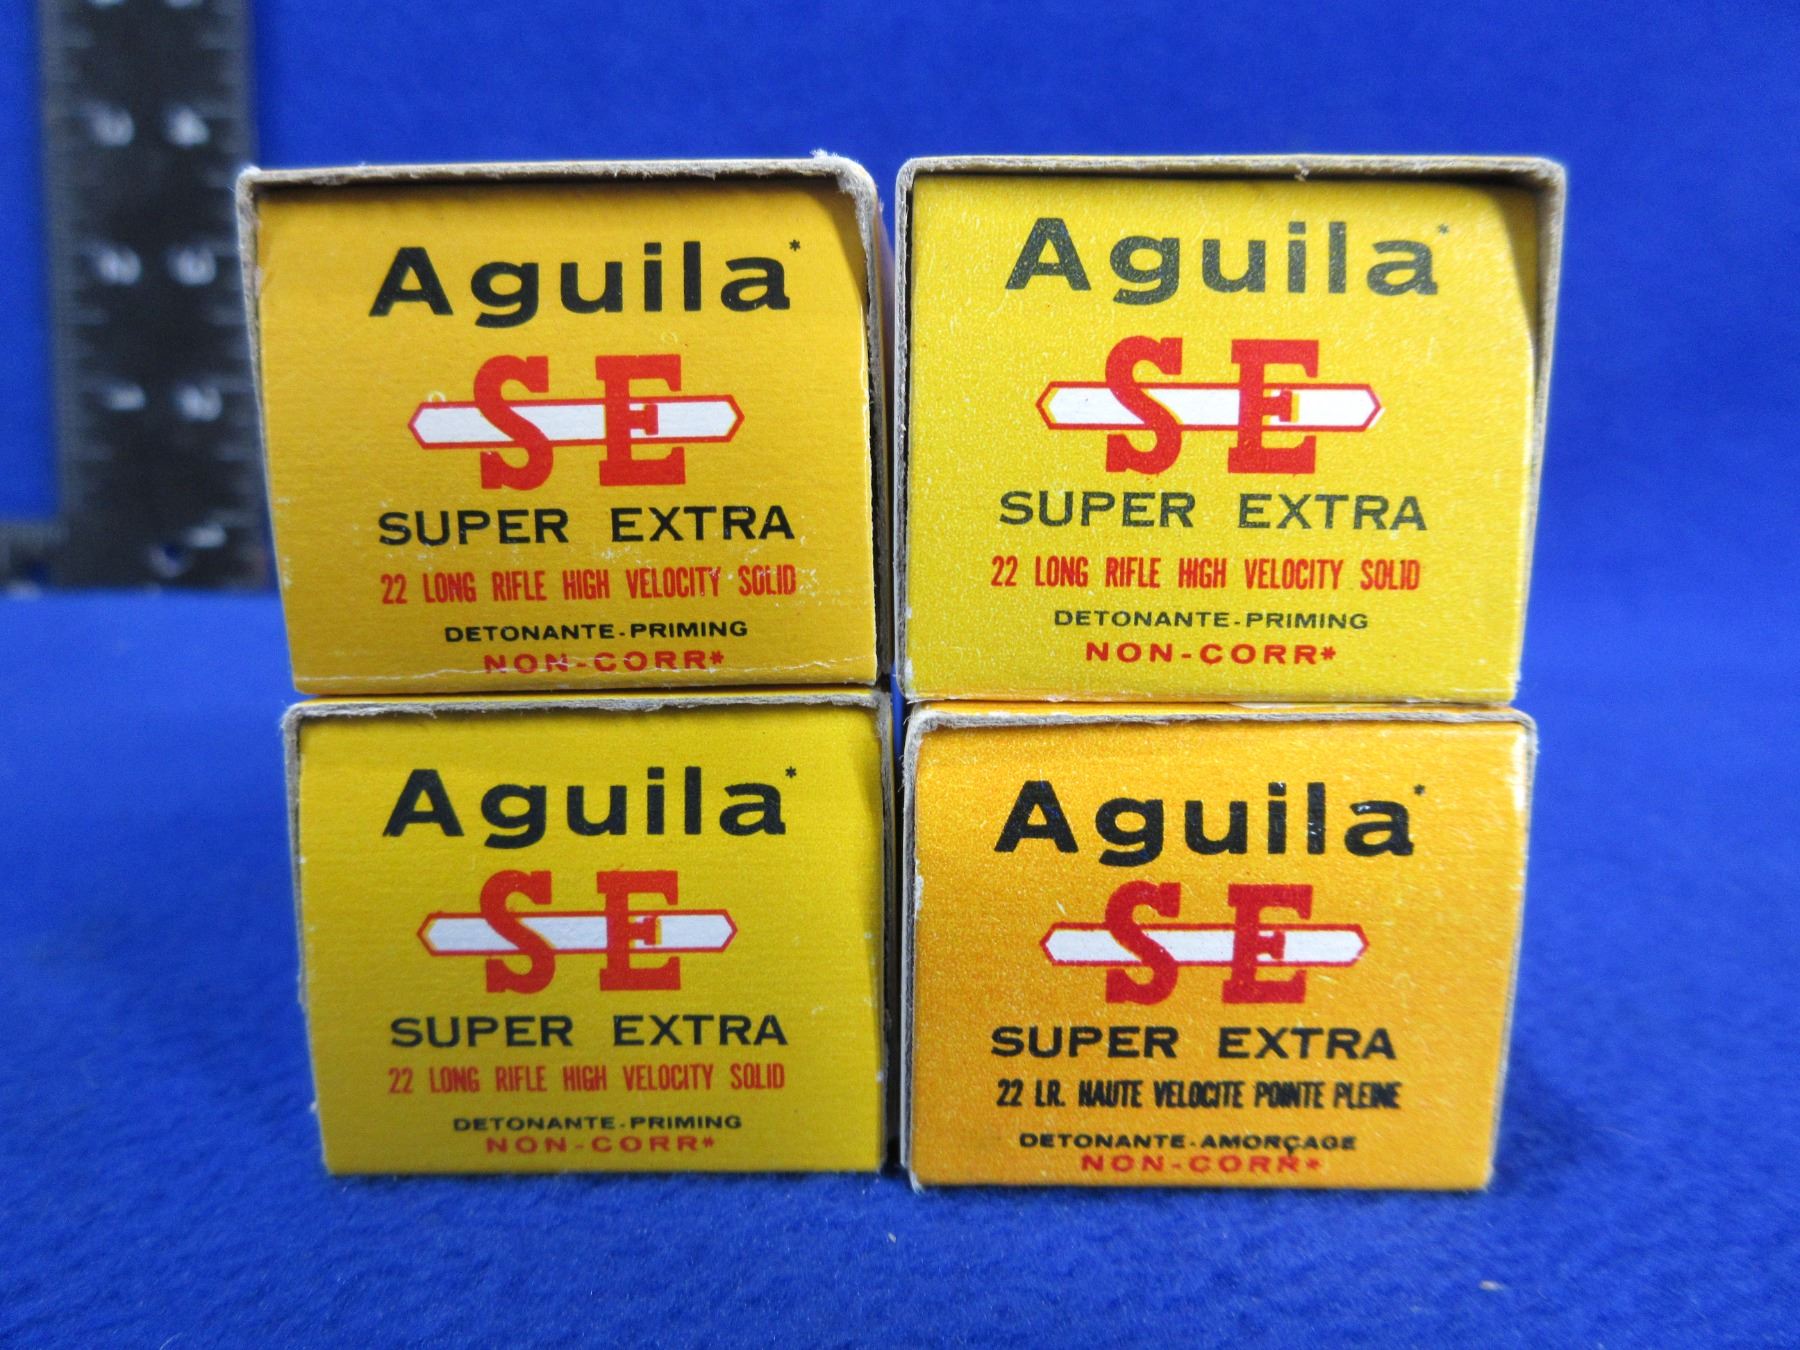 Aguila*
SE
SUPER EXTRA
22 LONG RIFLE HIGH VELOCITY SOLID
DETONANTE-PRIMING
NON-CORR*
Aguila*
SE
SUPER EXTRA
22 LONG RIFLE HIGH VELOCITY SOLID
DETONANTE-PRIMING
NON-CORR*
Aguila*
SE
SUPER EXTRA
22 LONG RIFLE HIGH VELOCITY SOLID
DETONANTE-PRIMING
NON-CORR*
Aguila*
SE
SUPER EXTRA
22 LR. HAUTE VELOCITE POINTE PLEINE
DETONANTE-AMORÇAGE
NON-CORR*